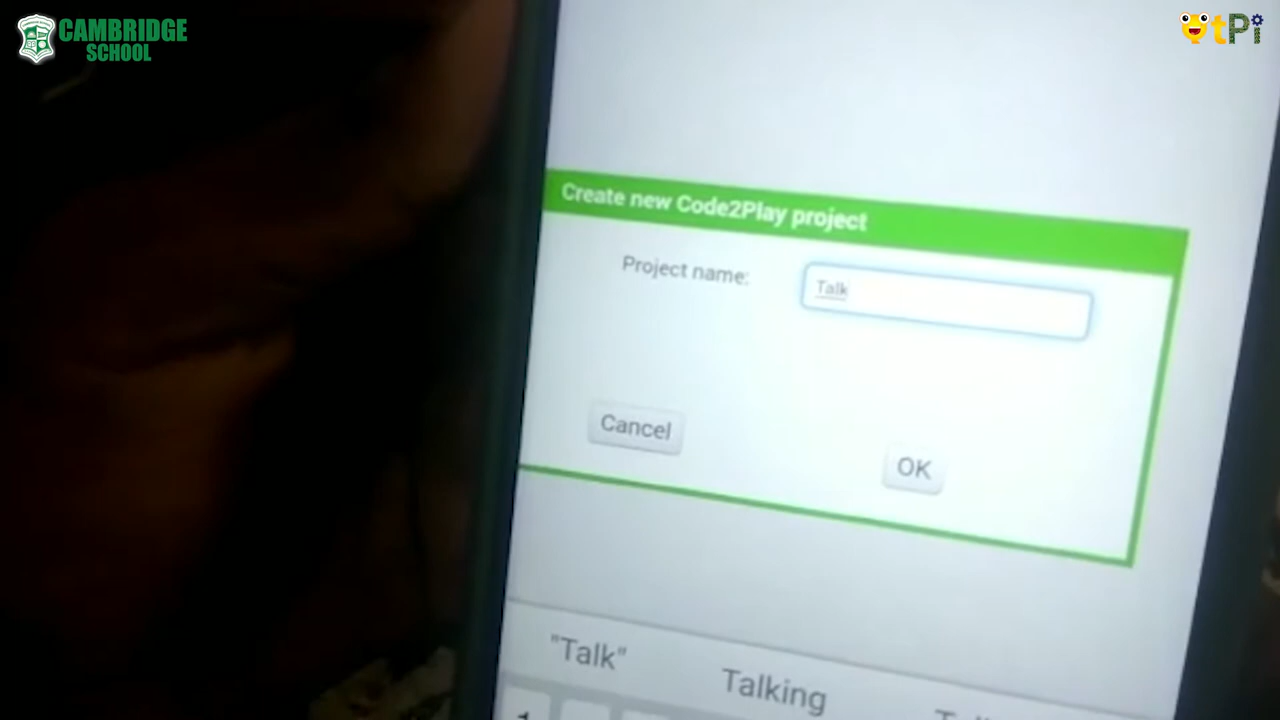 CAMBRIDGE
SCHOOL
tPi
Create new Code2Play project
Project name:
Talk
Cancel
OK
"Talk"
Talking